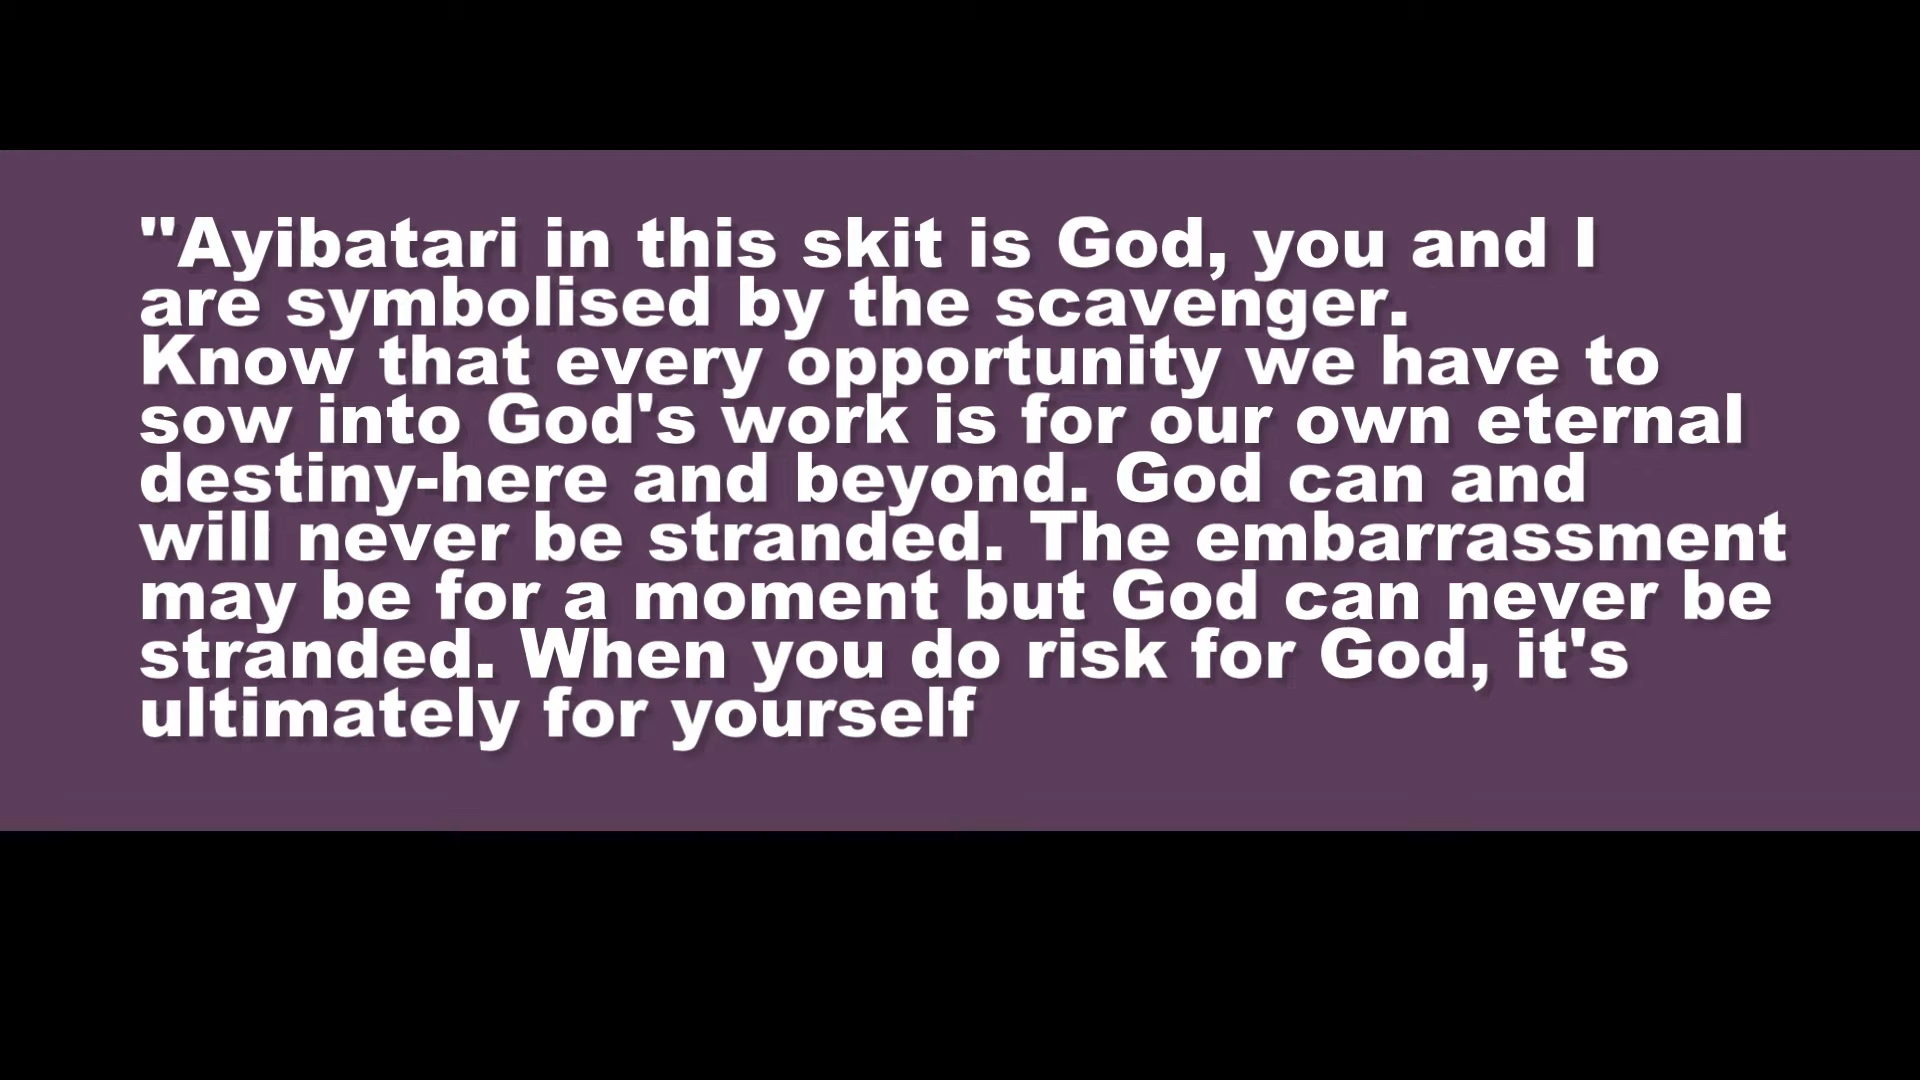 "Ayibatari in this skit is God, you and I
are symbolised by the scavenger.
Know that every opportunity we have to
sow into God's work is for our own eternal
destiny-here and beyond. God can and
will never be stranded. The embarrassment
may be for a moment but God can never be
stranded. When you do risk for God, it's
ultimately for yourself